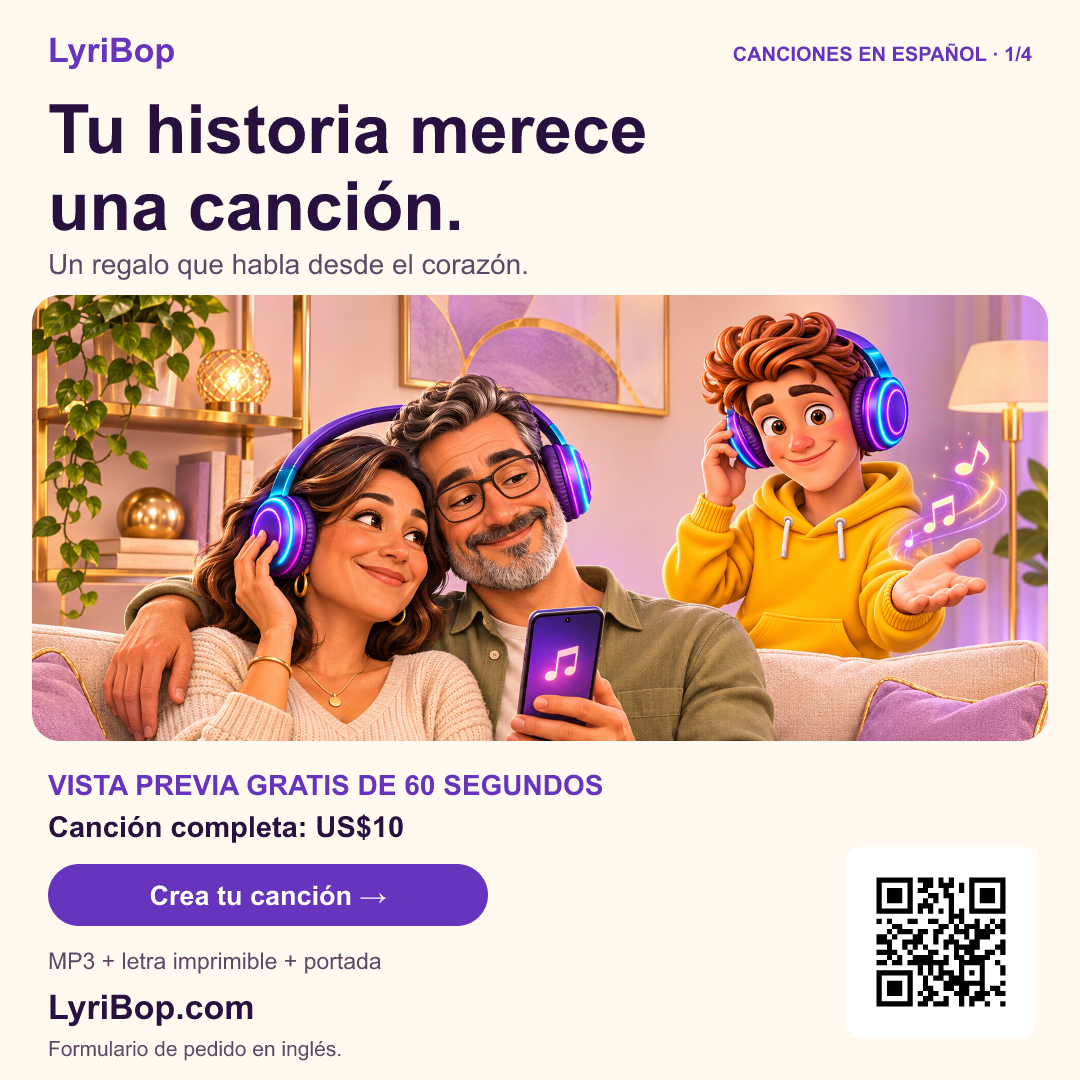 LyriBop
CANCIONES EN ESPAÑOL · 1/4
Tu historia merece
una canción.
Un regalo que habla desde el corazón.
VISTA PREVIA GRATIS DE 60 SEGUNDOS
Canción completa: US$10
Crea tu canción →
MP3 + letra imprimible + portada
LyriBop.com
Formulario de pedido en inglés.